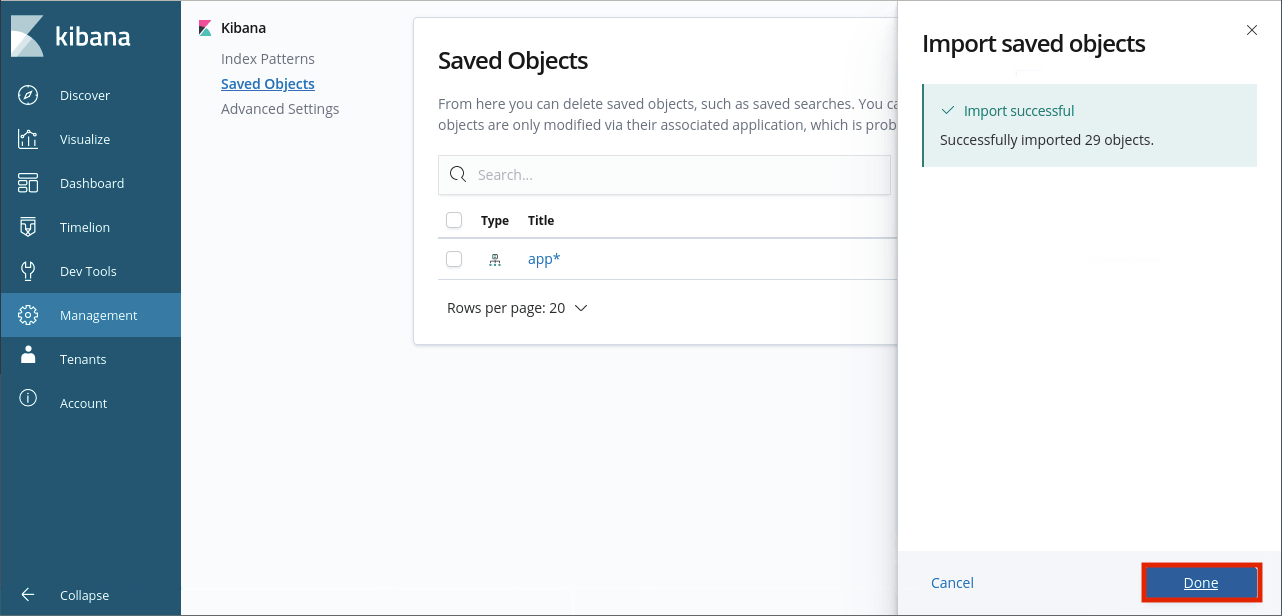 kibana
Discover
Visualize
Dashboard
Timelion
Dev Tools
Management
Tenants
Account
Collapse
Kibana
Index Patterns
Saved Objects
Advanced Settings
Saved Objects
From here you can delete saved objects, such as saved searches. You ca
objects are only modified via their associated application, which is prob
Search...
Type Title
app*
Rows per page: 20
Import saved objects
Import successful
Successfully imported 29 objects.
Cancel
Done